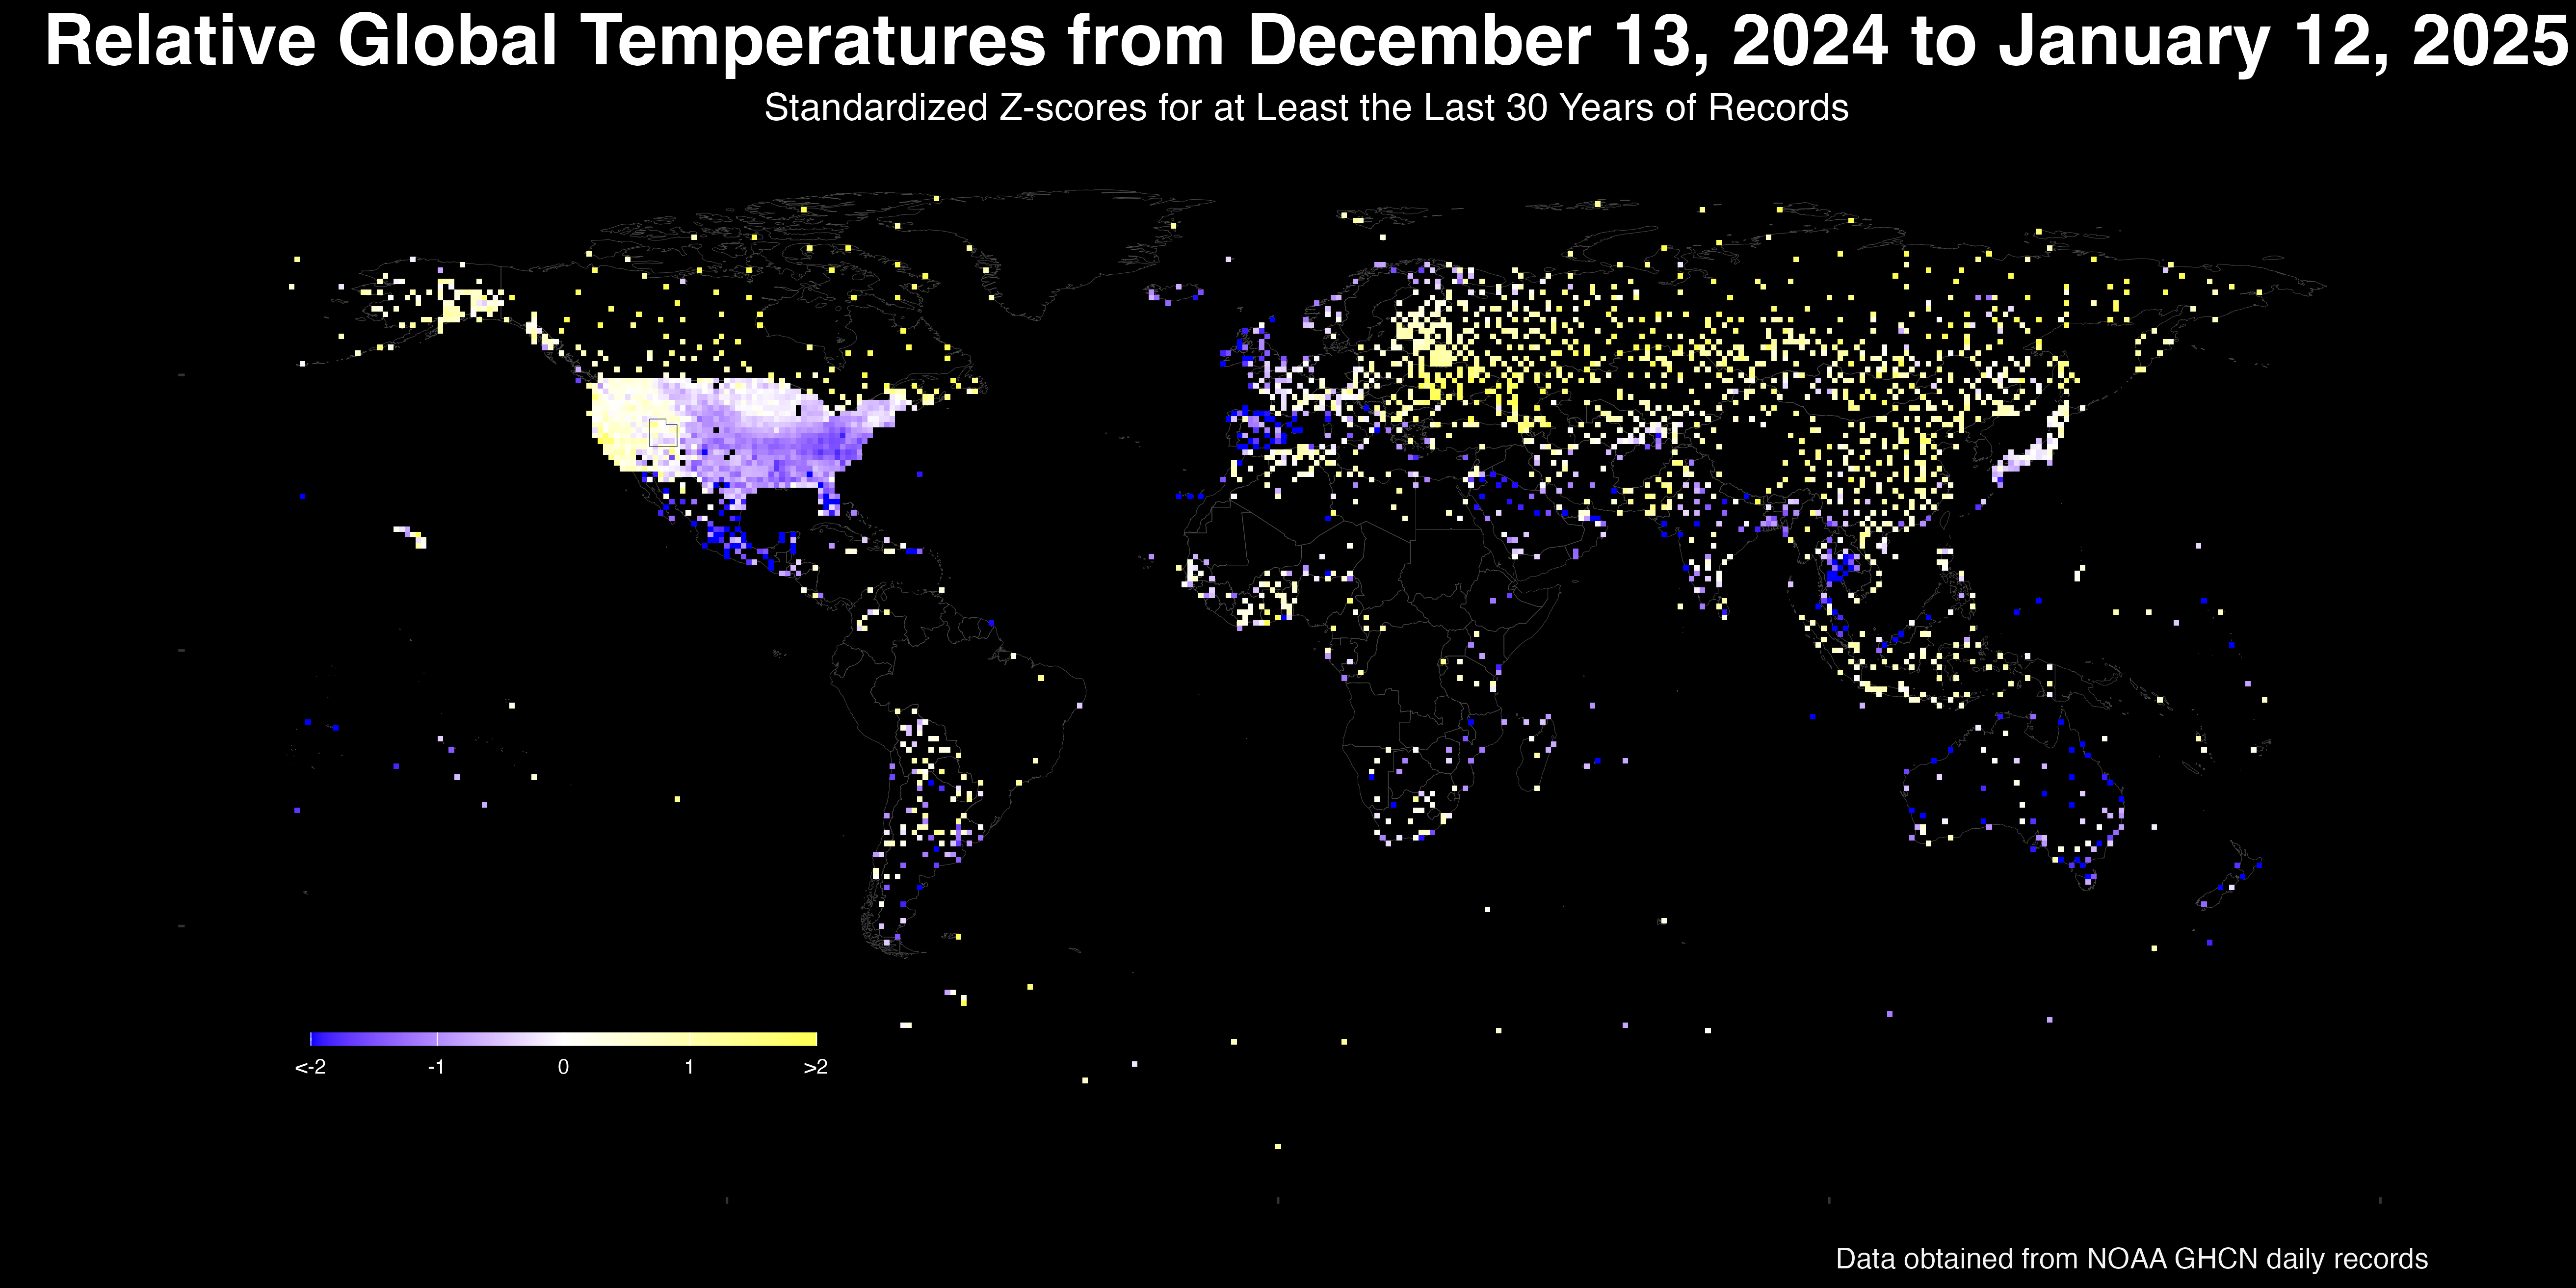 Relative Global Temperatures from December 13, 2024 to January 12, 2025
Standardized Z-scores for at Least the Last 30 Years of Records
<-2 -1 0 1 >2
Data obtained from NOAA GHCN daily records